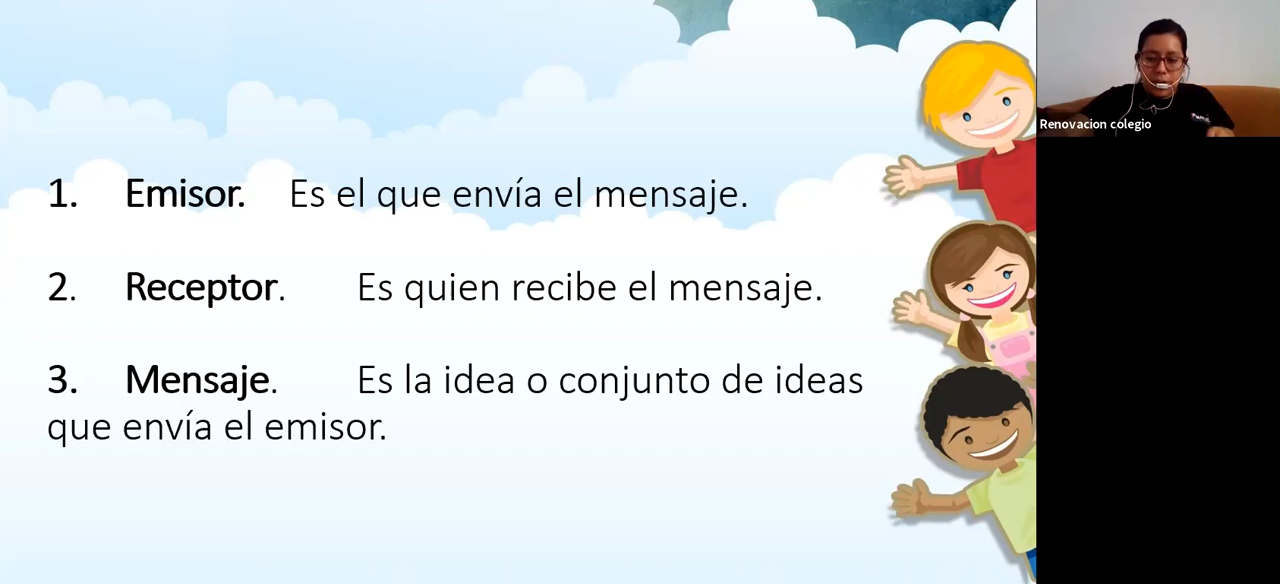 1. Emisor. Es el que envía el mensaje.
2. Receptor. Es quien recibe el mensaje.
3. Mensaje. Es la idea o conjunto de ideas
que envía el emisor.
Renovacion colegio